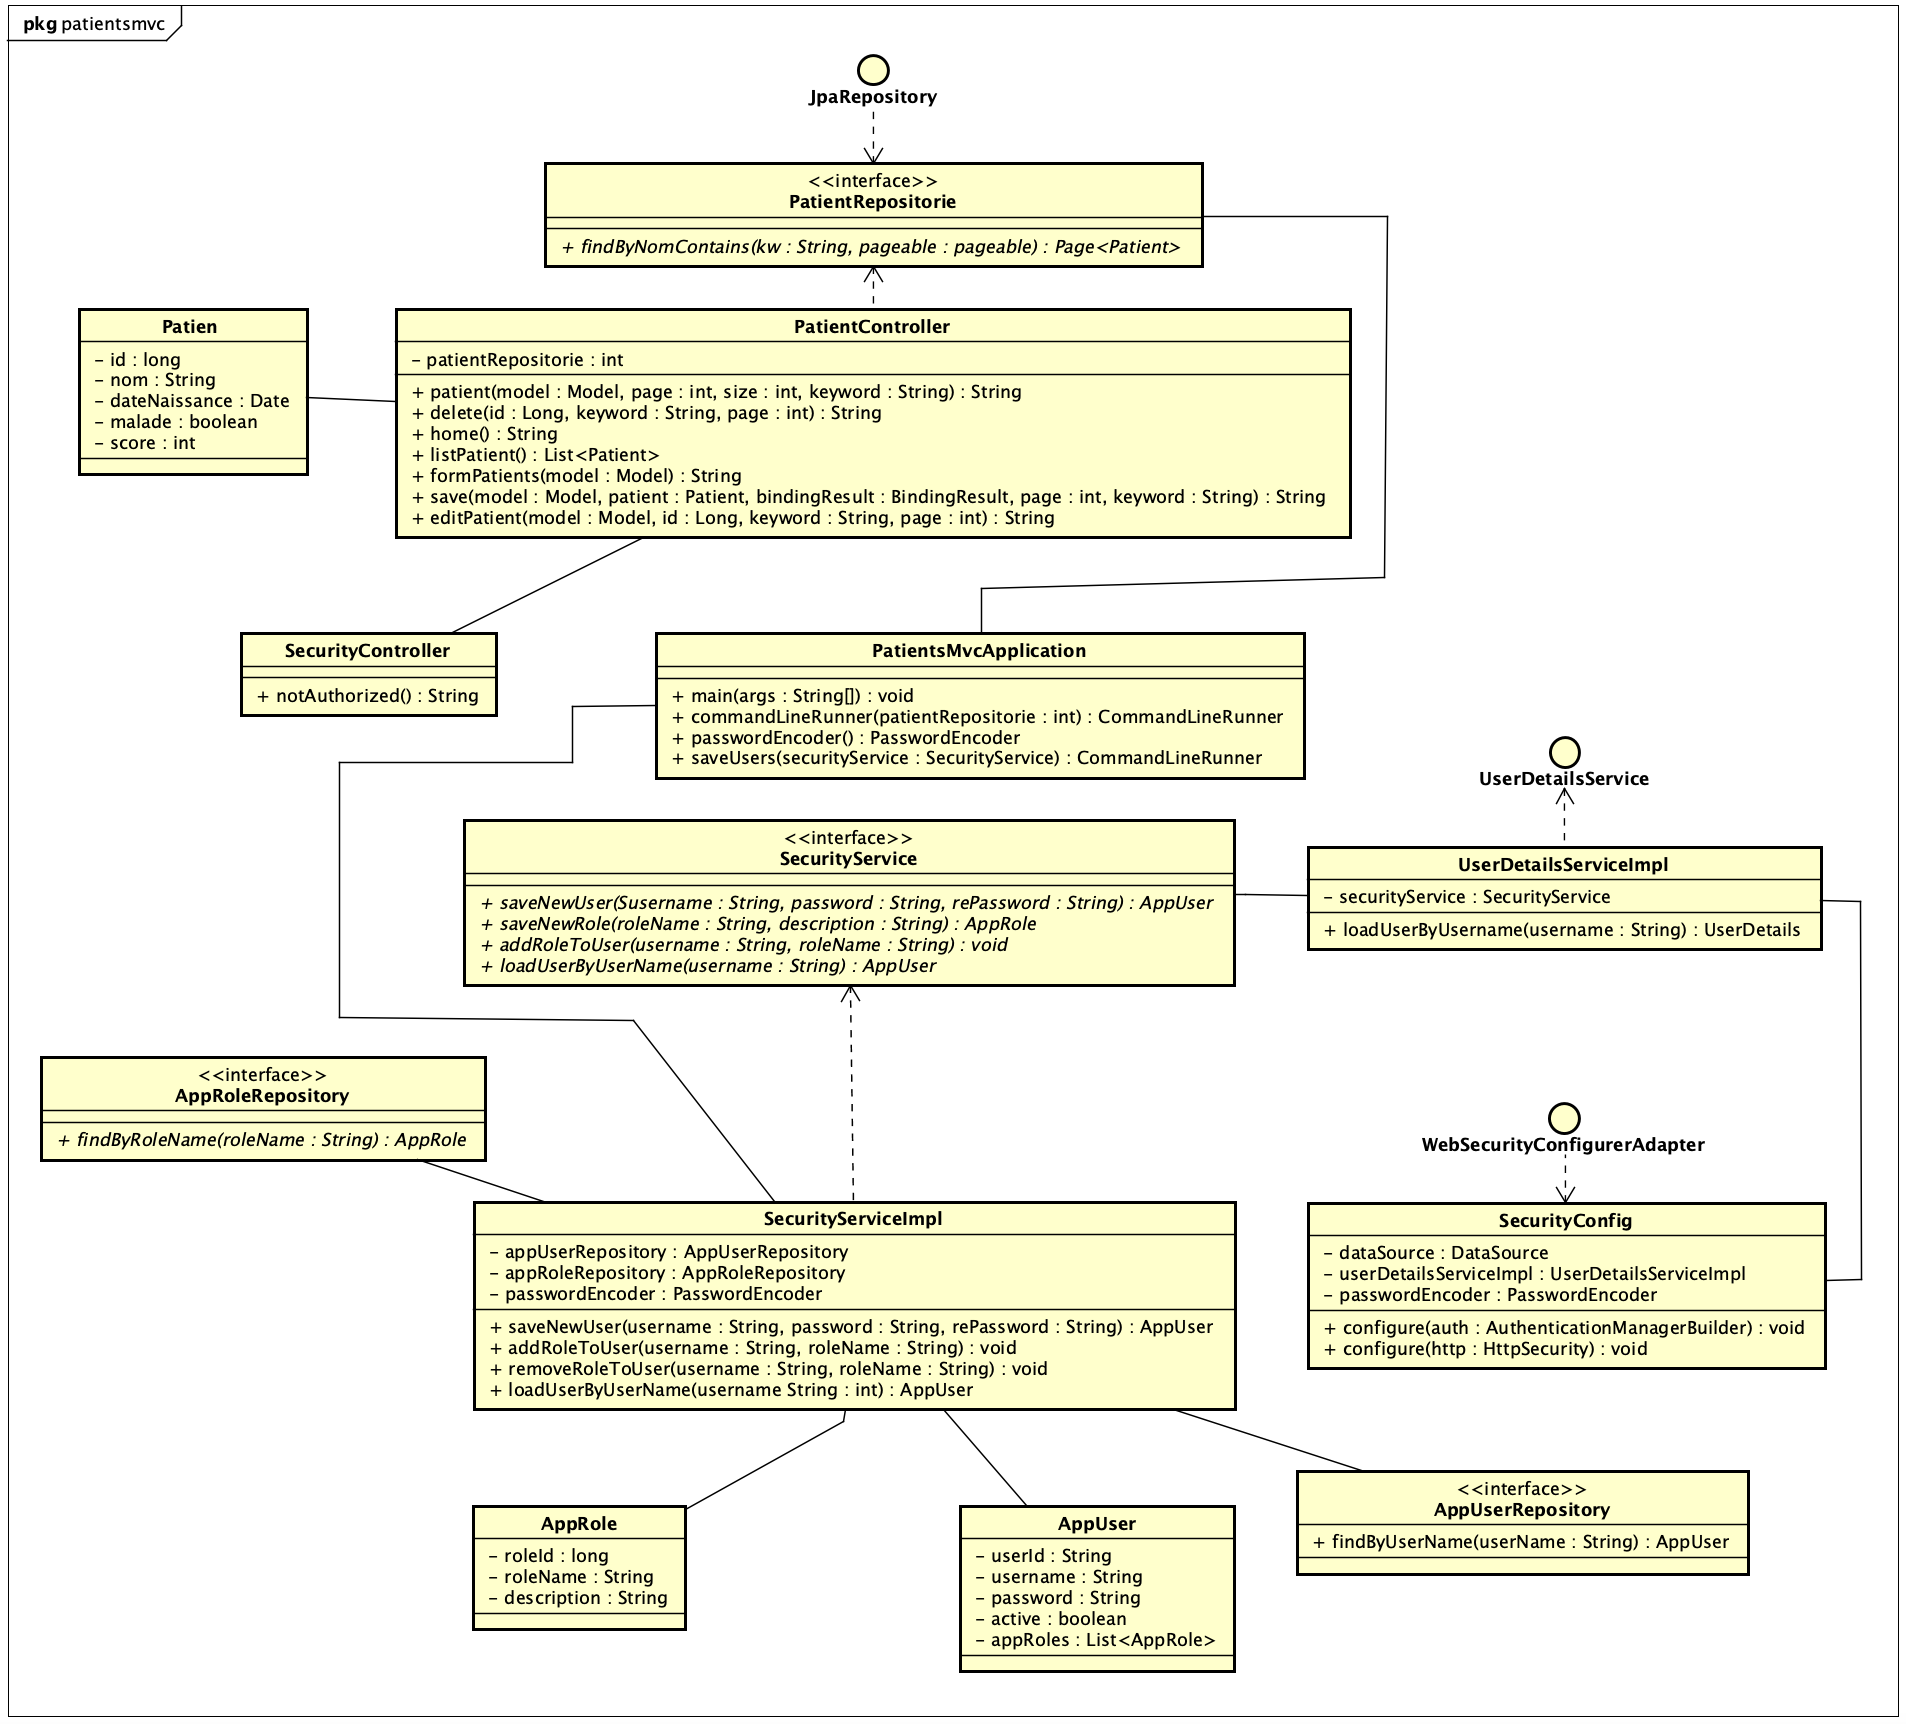 pkg patientsmvc
JpaRepository
<<interface>>
PatientRepositorie
+ findByNomContains(kw : String, pageable : pageable) : Page<Patient>
Patien
- id : long
- nom : String
- dateNaissance : Date
- malade : boolean
- score : int
PatientController
- patientRepositorie : int
+ patient(model : Model, page : int, size : int, keyword : String) : String
+ delete(id : Long, keyword : String, page : int) : String
+ home() : String
+ listPatient() : List<Patient>
+ formPatients(model : Model) : String
+ save(model : Model, patient : Patient, bindingResult : BindingResult, page : int, keyword : String) : String
+ editPatient(model : Model, id : Long, keyword : String, page : int) : String
SecurityController
+ notAuthorized() : String
PatientsMvcApplication
+ main(args : String[]) : void
+ commandLineRunner(patientRepositorie : int) : CommandLineRunner
+ passwordEncoder() : PasswordEncoder
+ saveUsers(securityService : SecurityService) : CommandLineRunner
UserDetailsService
<<interface>>
SecurityService
+ saveNewUser(Susername : String, password : String, rePassword : String) : AppUser
+ saveNewRole(roleName : String, description : String) : AppRole
+ addRoleToUser(username : String, roleName : String) : void
+ loadUserByUserName(username : String) : AppUser
UserDetailsServiceImpl
- securityService : SecurityService
+ loadUserByUsername(username : String) : UserDetails
<<interface>>
AppRoleRepository
+ findByRoleName(roleName : String) : AppRole
WebSecurityConfigurerAdapter
SecurityServiceImpl
- appUserRepository : AppUserRepository
- appRoleRepository : AppRoleRepository
- passwordEncoder : PasswordEncoder
+ saveNewUser(username : String, password : String, rePassword : String) : AppUser
+ addRoleToUser(username : String, roleName : String) : void
+ removeRoleToUser(username : String, roleName : String) : void
+ loadUserByUserName(username String : int) : AppUser
SecurityConfig
- dataSource : DataSource
- userDetailsServiceImpl : UserDetailsServiceImpl
- passwordEncoder : PasswordEncoder
+ configure(auth : AuthenticationManagerBuilder) : void
+ configure(http : HttpSecurity) : void
AppRole
- roleId : long
- roleName : String
- description : String
AppUser
- userId : String
- username : String
- password : String
- active : boolean
- appRoles : List<AppRole>
<<interface>>
AppUserRepository
+ findByUserName(userName : String) : AppUser